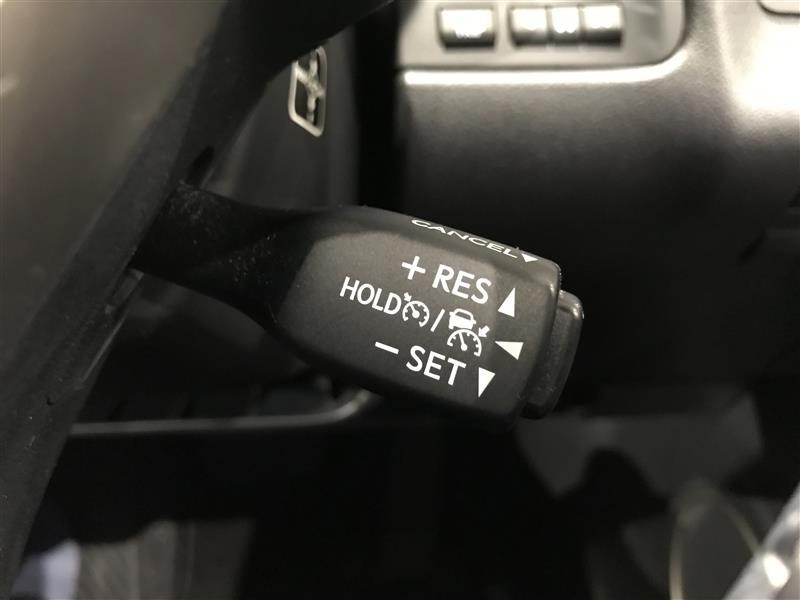 CANCEL
+ RES
HOLD /
− SET